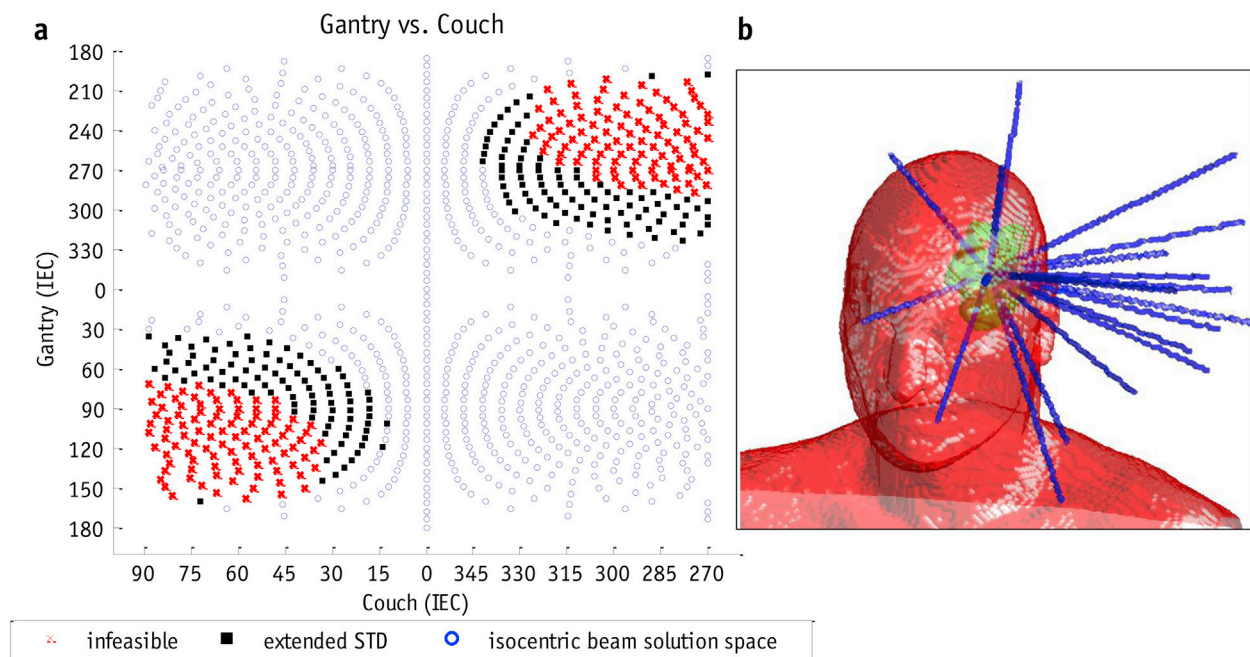 a
Gantry vs. Couch
b
180
210
240
270
300
330
0
30
60
90
120
150
180
Gantry (IEC)
90 75 60 45 30 15 0 345 330 315 300 285 270
Couch (IEC)
infeasible extended STD isocentric beam solution space